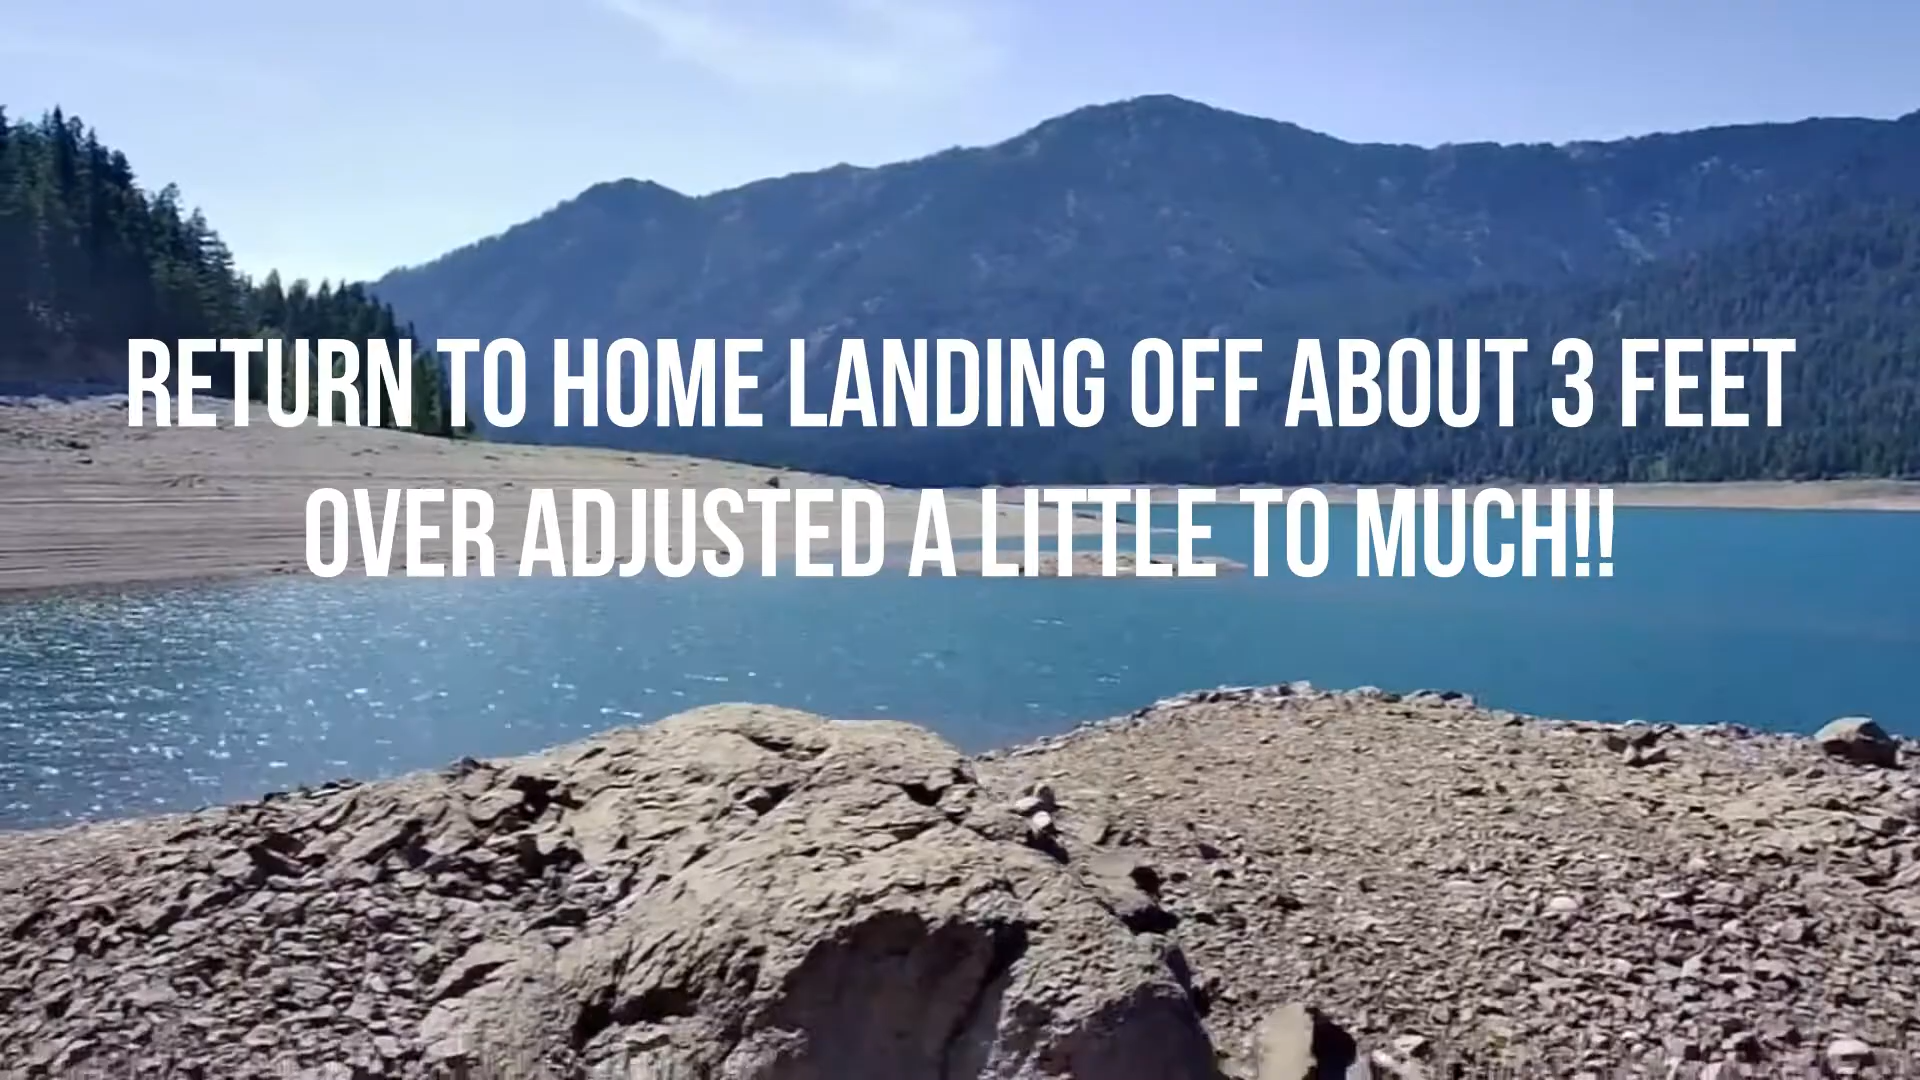 RETURN TO HOME LANDING OFF ABOUT 3 FEET
OVER ADJUSTED A LITTLE TO MUCH!!